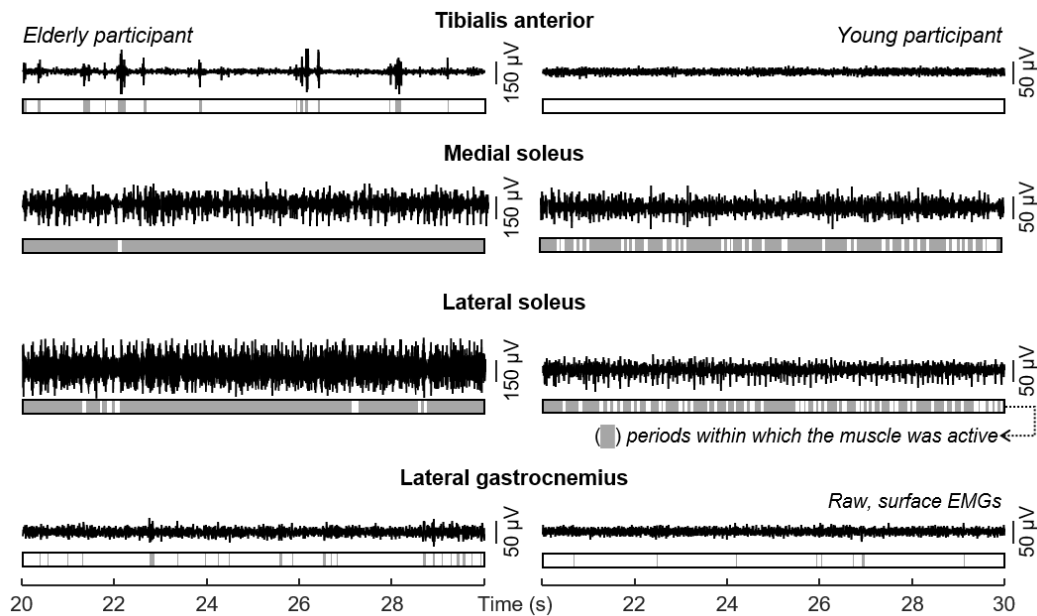 Tibialis anterior
Elderly participant
Young participant
150 µV
50 µV
Medial soleus
150 µV
50 µV
Lateral soleus
150 µV
50 µV
( ) periods within which the muscle was active
Lateral gastrocnemius
Raw, surface EMGs
50 µV
50 µV
20 22 24 26 28 Time (s) 22 24 26 28 30